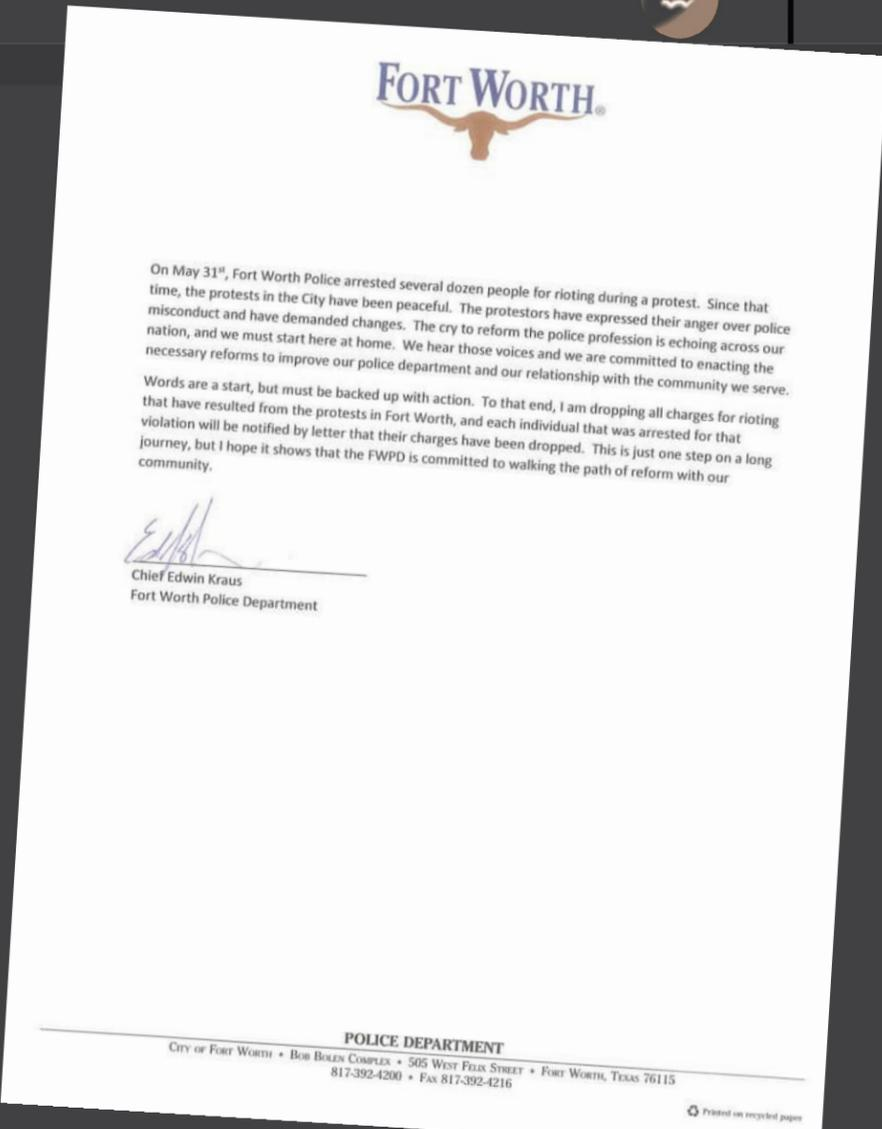 FORT WORTH®
On May 31st, Fort Worth Police arrested several dozen people for rioting during a protest. Since that
time, the protests in the City have been peaceful. The protestors have expressed their anger over police
misconduct and have demanded changes. The cry to reform the police profession is echoing across our
nation, and we must start here at home. We hear those voices and we are committed to enacting the
necessary reforms to improve our police department and our relationship with the community we serve.
Words are a start, but must be backed up with action. To that end, I am dropping all charges for rioting
that have resulted from the protests in Fort Worth, and each individual that was arrested for that
violation will be notified by letter that their charges have been dropped. This is just one step on a long
journey, but I hope it shows that the FWPD is committed to walking the path of reform with our
community.
Chief Edwin Kraus
Fort Worth Police Department
POLICE DEPARTMENT
CITY OF FORT WORTH • BOB BOLEN COMPLEX • 505 WEST FELIX STREET • FORT WORTH, TEXAS 76115
817-392-4200 • FAX 817-392-4216
Printed on recycled paper